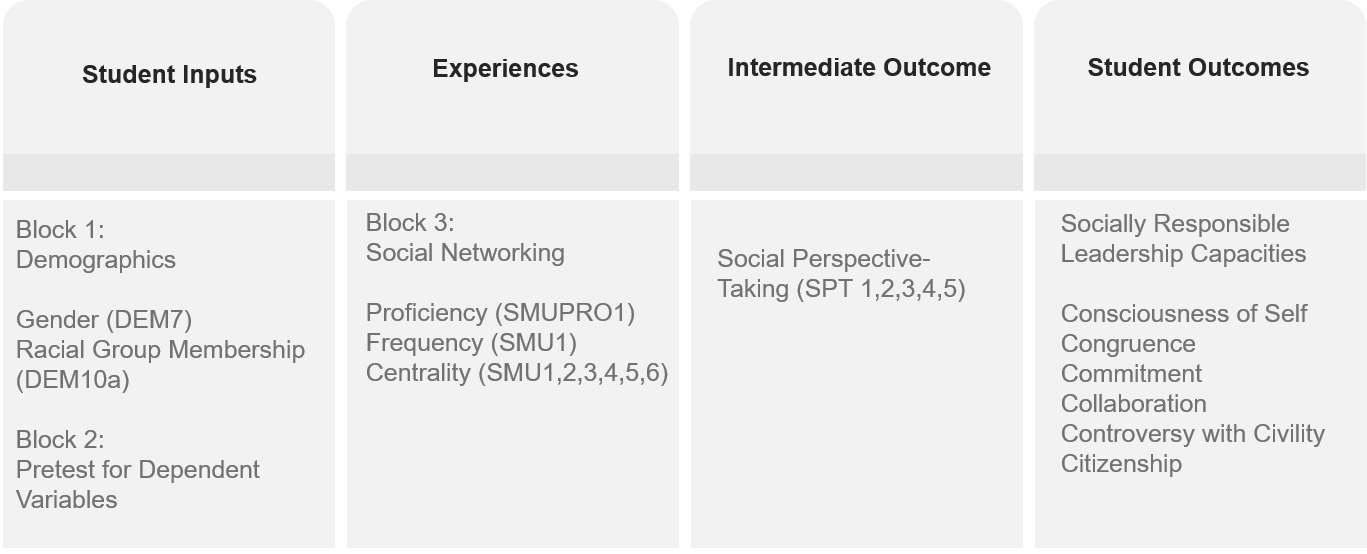 Student Inputs
Block 1:
Demographics
Gender (DEM7)
Racial Group Membership
(DEM10a)
Block 2:
Pretest for Dependent
Variables
Experiences
Block 3:
Social Networking
Proficiency (SMUPRO1)
Frequency (SMU1)
Centrality (SMU1,2,3,4,5,6)
Intermediate Outcome
Social Perspective-
Taking (SPT 1,2,3,4,5)
Student Outcomes
Socially Responsible
Leadership Capacities
Consciousness of Self
Congruence
Commitment
Collaboration
Controversy with Civility
Citizenship